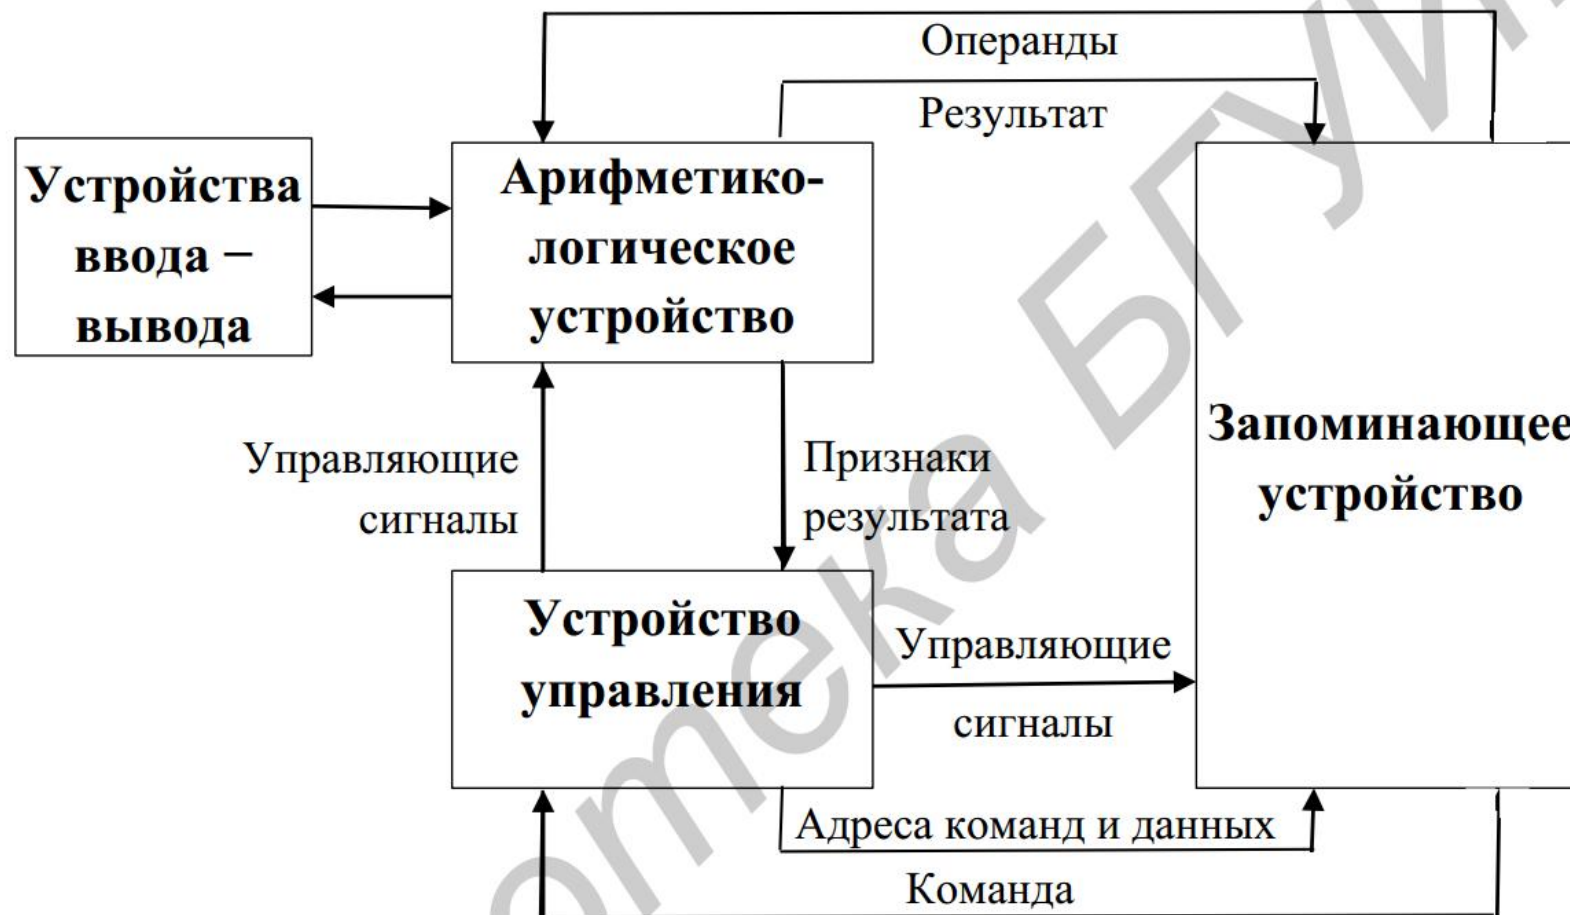 Операнды
Результат
Устройства
ввода –
вывода
Арифметико-
логическое
устройство
Запоминающее
устройство
Управляющие
сигналы
Признаки
результата
Устройство
управления
Управляющие
сигналы
Адреса команд и данных
Команда